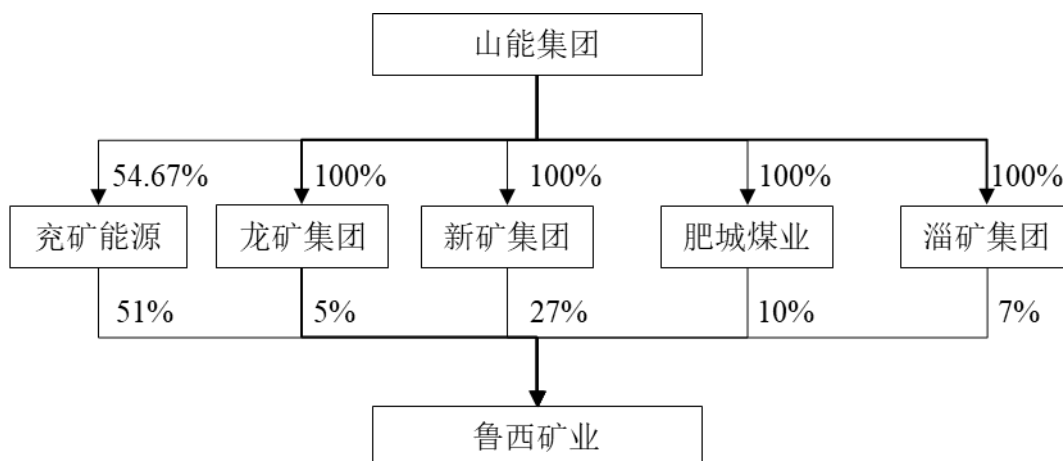 山能集团
54.67% 100% 100% 100% 100%
兖矿能源 龙矿集团 新矿集团 肥城煤业 淄矿集团
51% 5% 27% 10% 7%
鲁西矿业